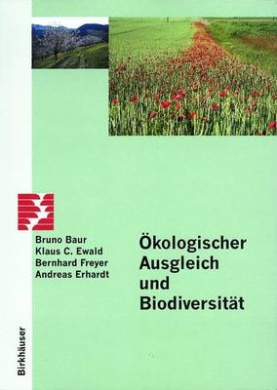 Bruno Baur
Klaus C. Ewald
Bernhard Freyer
Andreas Erhardt
Ökologischer
Ausgleich
und
Biodiversität
Birkhäuser